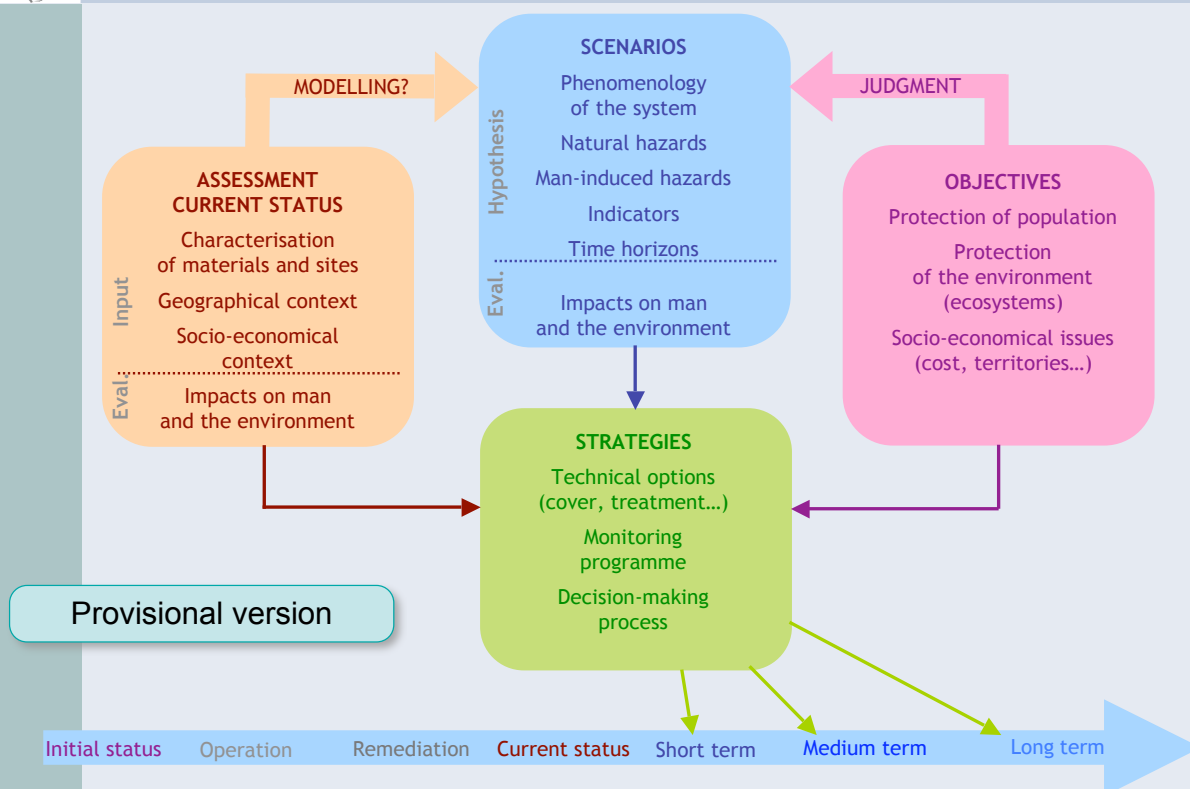 SCENARIOS
Phenomenology
of the system
Natural hazards
Man-induced hazards
Indicators
Time horizons
Impacts on man
and the environment
Hypothesis
Eval.
MODELLING?
JUDGMENT
ASSESSMENT
CURRENT STATUS
Characterisation
of materials and sites
Geographical context
Socio-economical
context
Impacts on man
and the environment
Input
Eval.
OBJECTIVES
Protection of population
Protection
of the environment
(ecosystems)
Socio-economical issues
(cost, territories…)
STRATEGIES
Technical options
(cover, treatment…)
Monitoring
programme
Decision-making
process
Provisional version
Initial status
Operation
Remediation
Current status
Short term
Medium term
Long term